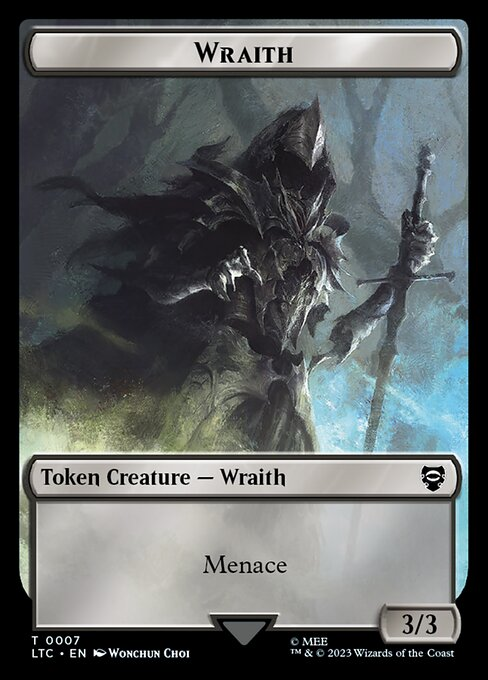 Wraith
Token Creature — Wraith
Menace
3/3
T 0007
LTC • EN Wonchun Choi
© MEE
™ & © 2023 Wizards of the Coast